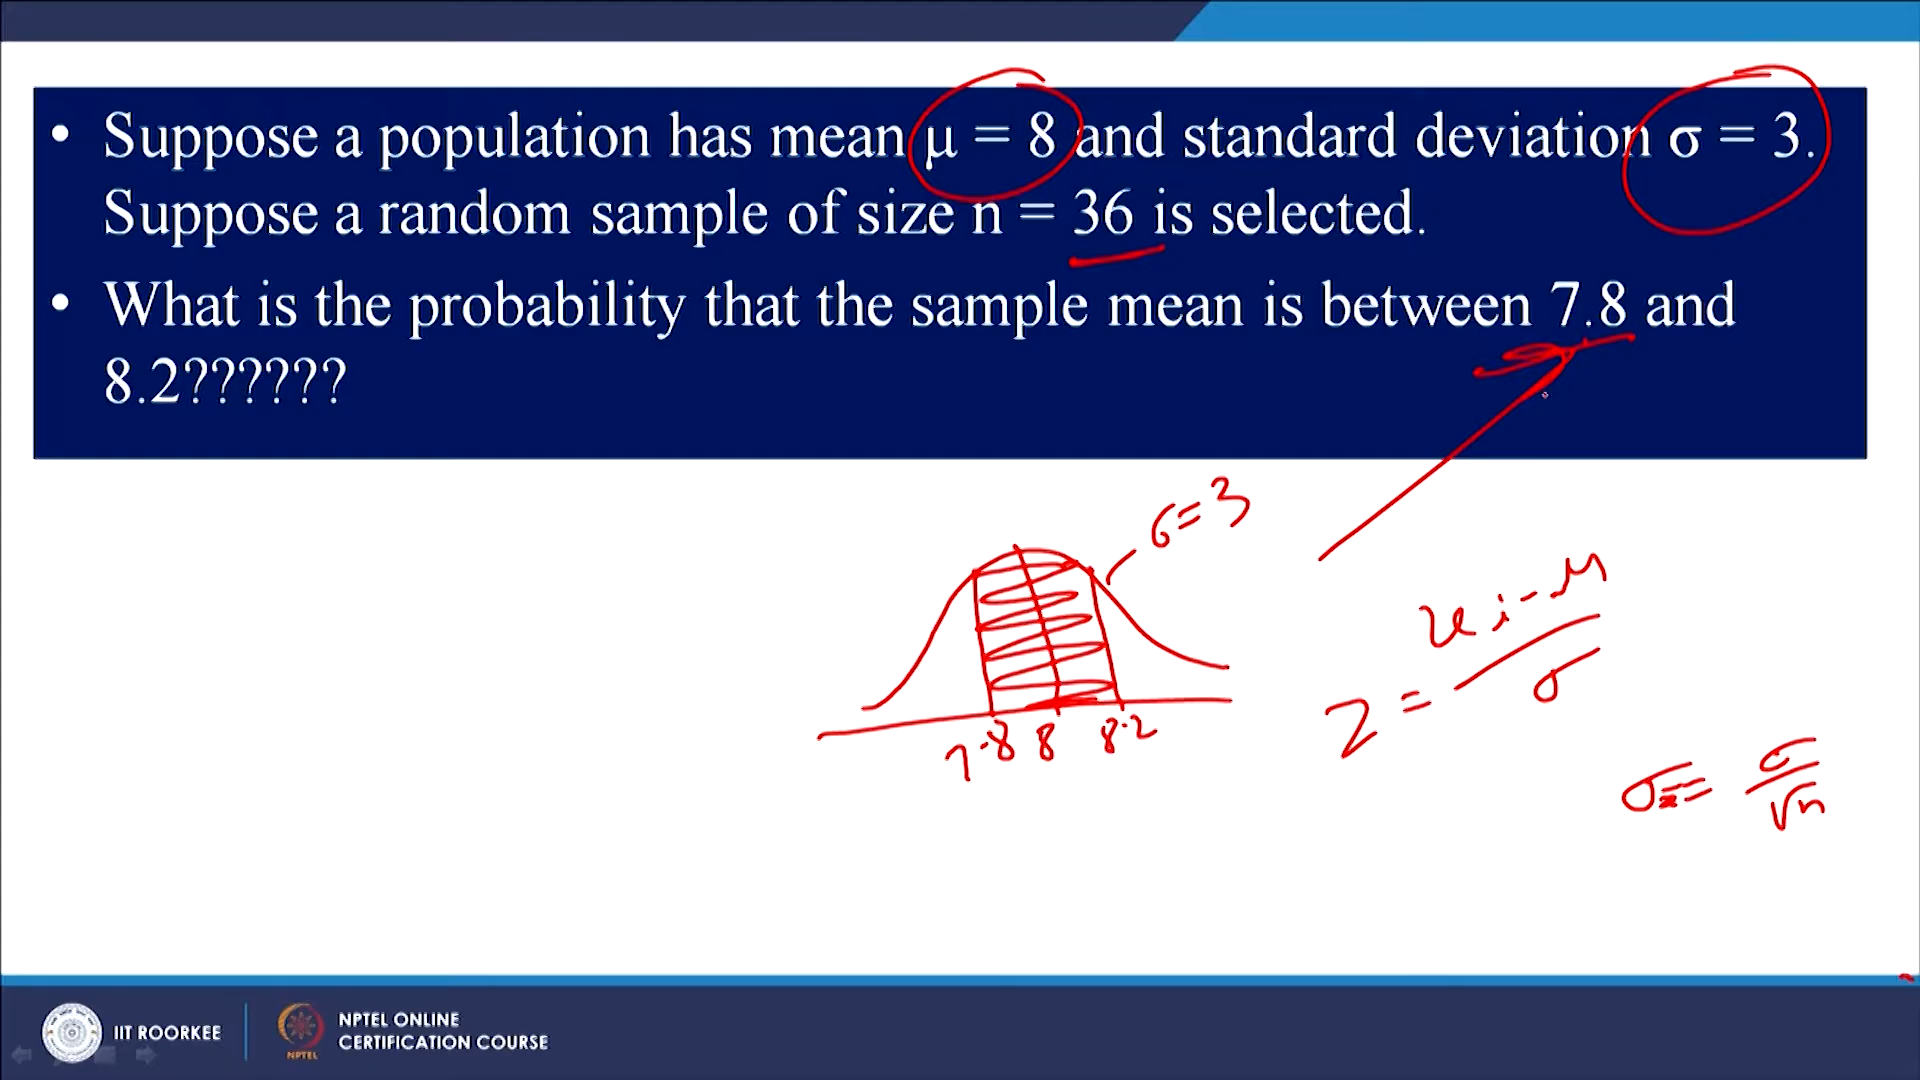 • Suppose a population has mean μ = 8 and standard deviation σ = 3.
Suppose a random sample of size n = 36 is selected.
• What is the probability that the sample mean is between 7.8 and
8.2??????
σ = 3
7.8 8 8.2
Z = xi - μ / σ
σx̄ = σ / √n
IIT ROORKEE
NPTEL
NPTEL ONLINE
CERTIFICATION COURSE